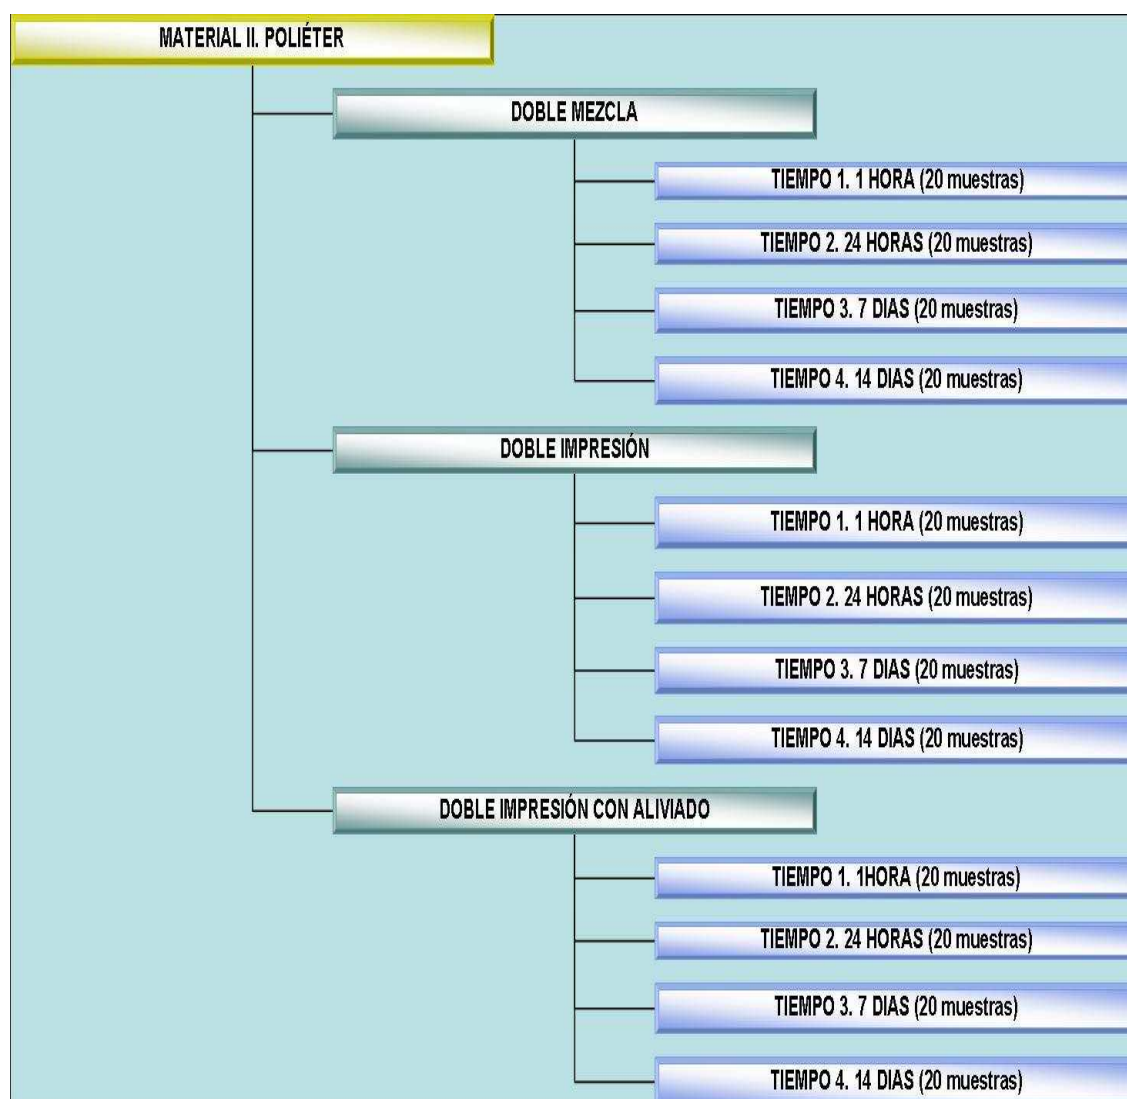 MATERIAL II. POLIÉTER
DOBLE MEZCLA
TIEMPO 1. 1 HORA (20 muestras)
TIEMPO 2. 24 HORAS (20 muestras)
TIEMPO 3. 7 DIAS (20 muestras)
TIEMPO 4. 14 DIAS (20 muestras)
DOBLE IMPRESIÓN
TIEMPO 1. 1 HORA (20 muestras)
TIEMPO 2. 24 HORAS (20 muestras)
TIEMPO 3. 7 DIAS (20 muestras)
TIEMPO 4. 14 DIAS (20 muestras)
DOBLE IMPRESIÓN CON ALIVIADO
TIEMPO 1. 1HORA (20 muestras)
TIEMPO 2. 24 HORAS (20 muestras)
TIEMPO 3. 7 DIAS (20 muestras)
TIEMPO 4. 14 DIAS (20 muestras)